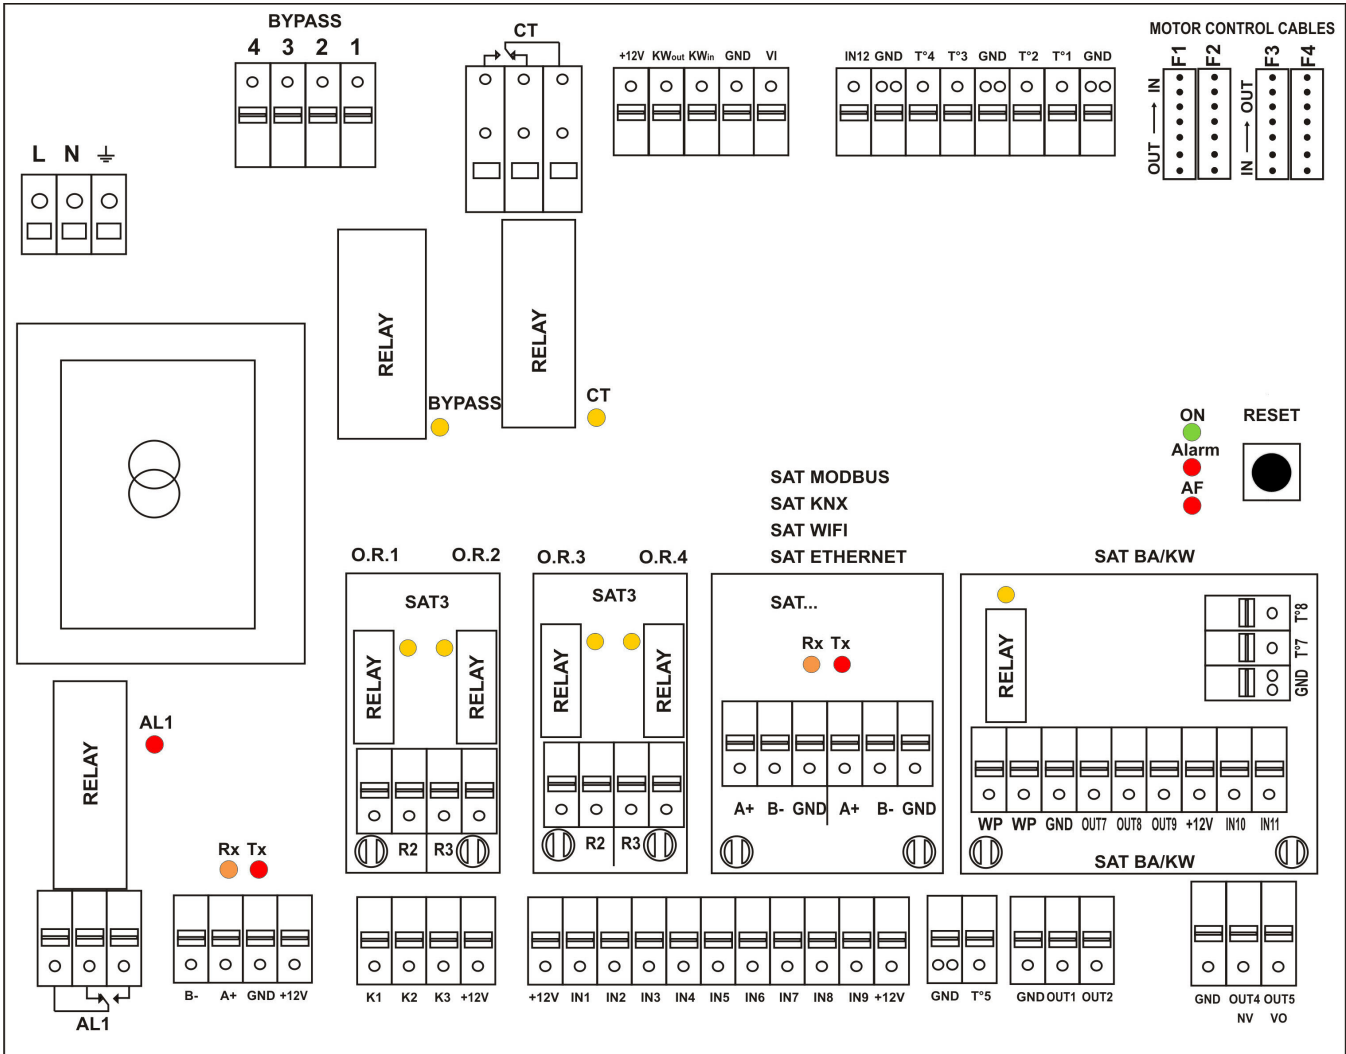 BYPASS
4 3 2 1
CT
+12V KWout KWin GND VI
IN12 GND T°4 T°3 GND T°2 T°1 GND
MOTOR CONTROL CABLES
F1 F2 F3 F4
OUT → IN
IN → OUT
L N
RELAY
RELAY
BYPASS
CT
ON
RESET
Alarm
AF
SAT MODBUS
SAT KNX
SAT WIFI
SAT ETHERNET
SAT BA/KW
O.R.1 O.R.2
O.R.3 O.R.4
SAT3
SAT3
SAT...
Rx Tx
RELAY
RELAY
RELAY
RELAY
RELAY
T°8
T°7
GND
RELAY
AL1
A+ B- GND A+ B- GND
WP WP GND OUT7 OUT8 OUT9 +12V IN10 IN11
R2 R3
R2 R3
SAT BA/KW
Rx Tx
B- A+ GND +12V
K1 K2 K3 +12V
+12V IN1 IN2 IN3 IN4 IN5 IN6 IN7 IN8 IN9 +12V
GND T°5
GND OUT1 OUT2
GND OUT4 OUT5
NV VO
AL1